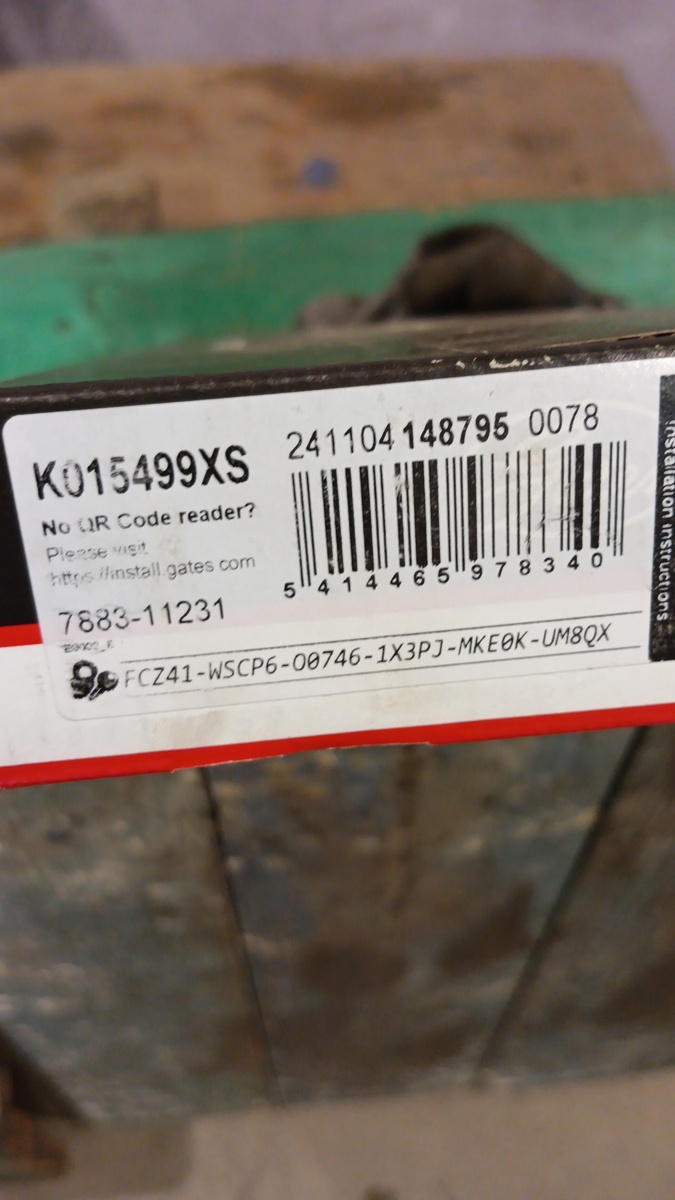 K015499XS
241104 148795 0078
No QR Code reader?
Please visit
https://install.gates.com
5 414465 978340
7883-11231
FCZ41-WSCP6-O0746-1X3PJ-MKE0K-UM8QX
Installation instructions